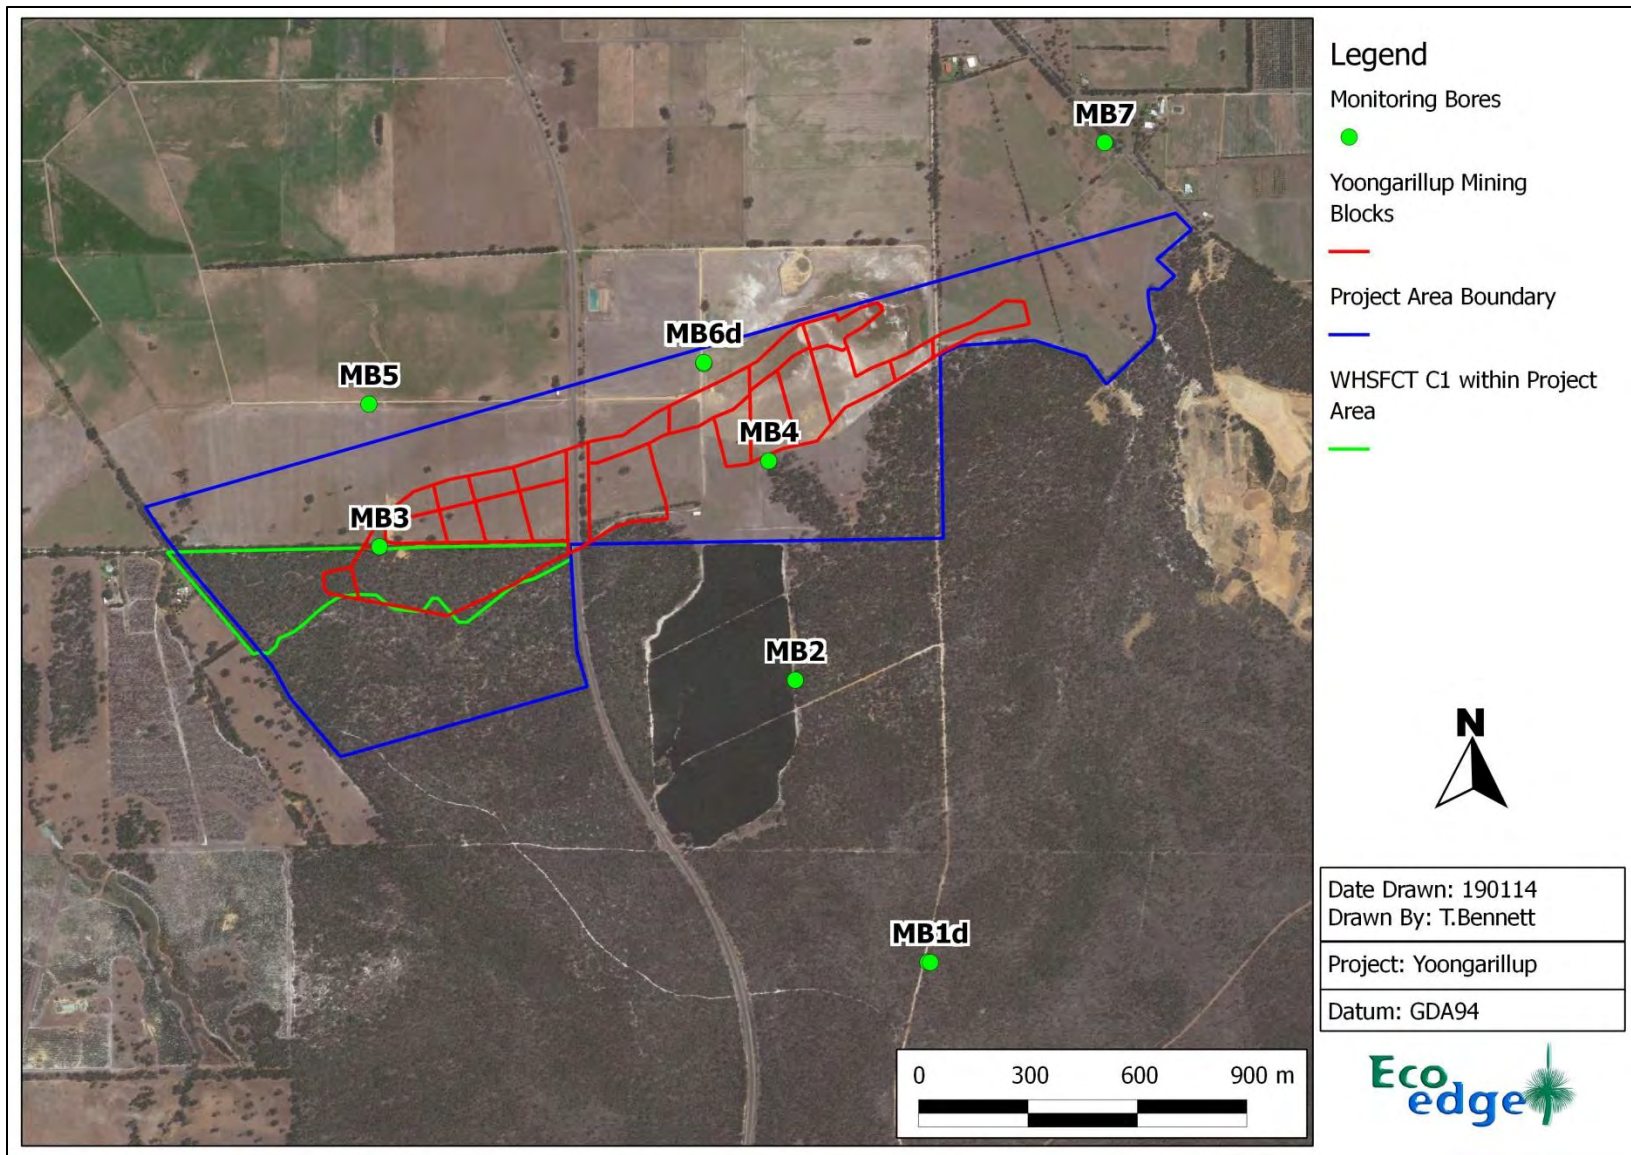 MB7
MB6d
MB5
MB4
MB3
MB2
MB1d
0 300 600 900 m
Legend
Monitoring Bores
Yoongarillup Mining
Blocks
Project Area Boundary
WHSFCT C1 within Project
Area
N
Date Drawn: 190114
Drawn By: T.Bennett
Project: Yoongarillup
Datum: GDA94
Eco
edge